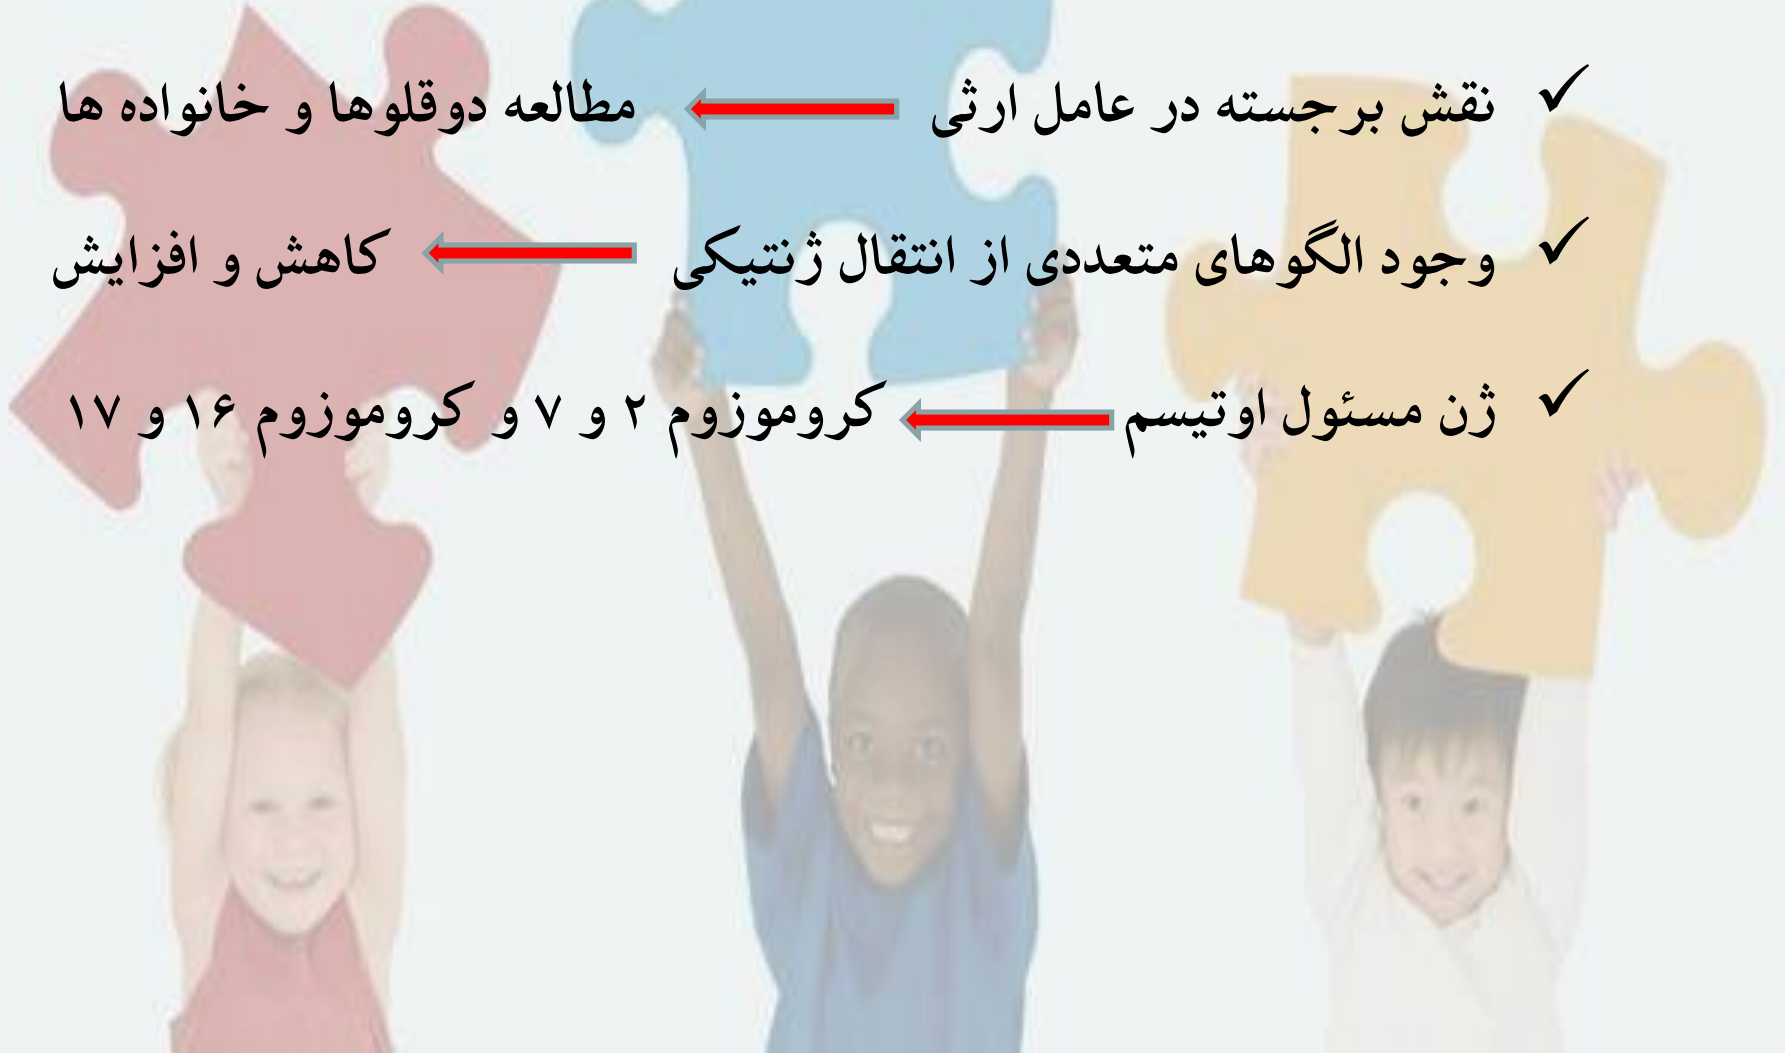 ✓ نقش برجسته در عامل ارثی ← مطالعه دوقلوها و خانواده ها
✓ وجود الگوهای متعددی از انتقال ژنتیکی ← کاهش و افزایش
✓ ژن مسئول اوتیسم ← کروموزوم ۲ و ۷ و کروموزوم ۱۶ و ۱۷